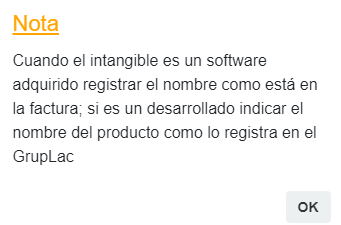 Nota
Cuando el intangible es un software
adquirido registrar el nombre como está en
la factura; si es un desarrollado indicar el
nombre del producto como lo registra en el
GrupLac
OK